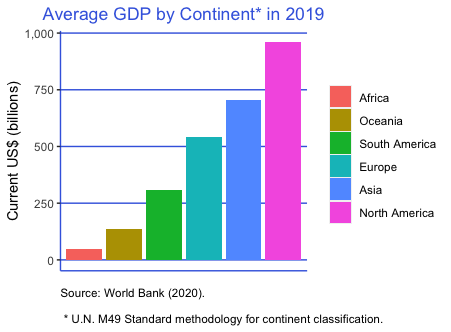 Average GDP by Continent* in 2019
Current US$ (billions)
1,000
750
500
250
0
Africa
Oceania
South America
Europe
Asia
North America
Source: World Bank (2020).
* U.N. M49 Standard methodology for continent classification.